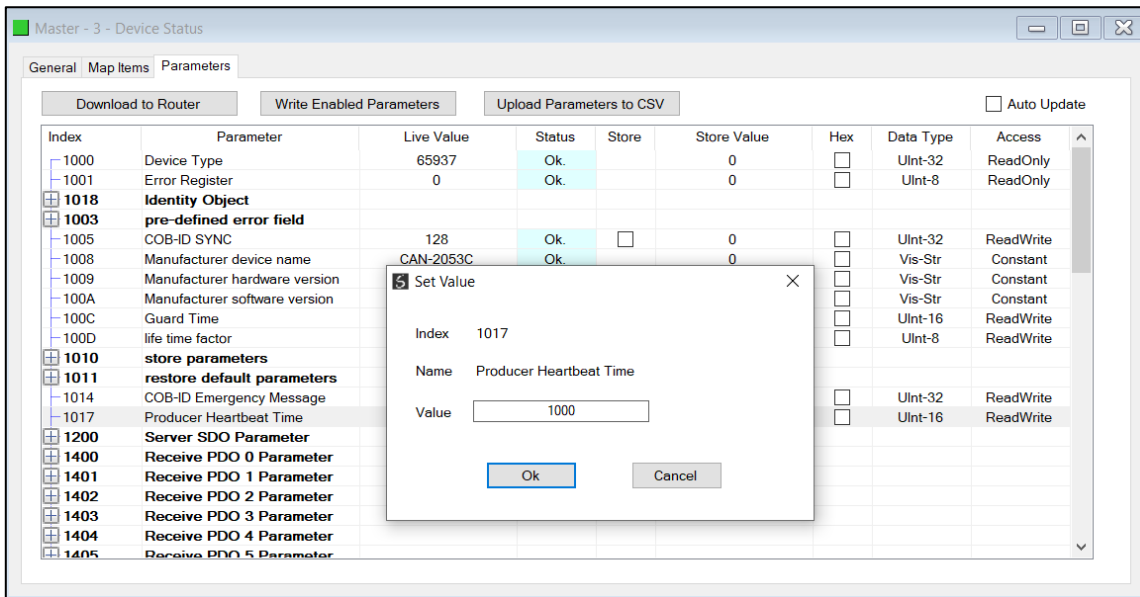 Master - 3 - Device Status
General Map Items Parameters
Download to Router Write Enabled Parameters Upload Parameters to CSV Auto Update
Index Parameter Live Value Status Store Store Value Hex Data Type Access
1000 Device Type 65937 Ok. 0 UInt-32 ReadOnly
1001 Error Register 0 Ok. 0 UInt-8 ReadOnly
1018 Identity Object
1003 pre-defined error field
1005 COB-ID SYNC 128 Ok. 0 UInt-32 ReadWrite
1008 Manufacturer device name CAN-2053C Ok. 0 Vis-Str Constant
1009 Manufacturer hardware version Vis-Str Constant
100A Manufacturer software version Vis-Str Constant
100C Guard Time UInt-16 ReadWrite
100D life time factor UInt-8 ReadWrite
1010 store parameters
1011 restore default parameters
1014 COB-ID Emergency Message UInt-32 ReadWrite
1017 Producer Heartbeat Time UInt-16 ReadWrite
1200 Server SDO Parameter
1400 Receive PDO 0 Parameter
1401 Receive PDO 1 Parameter
1402 Receive PDO 2 Parameter
1403 Receive PDO 3 Parameter
1404 Receive PDO 4 Parameter
1405 Receive PDO 5 Parameter
Set Value
Index 1017
Name Producer Heartbeat Time
Value 1000
Ok Cancel